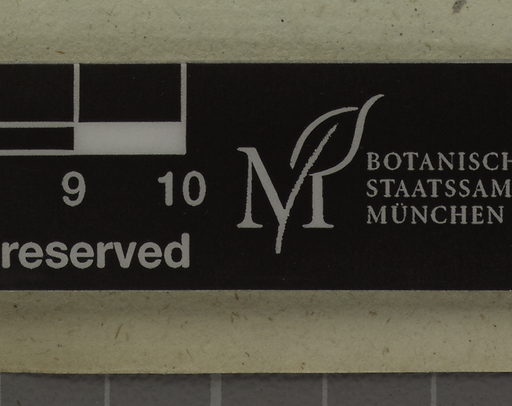 9 10
reserved
M
BOTANISCH
STAATSSAM
MÜNCHEN